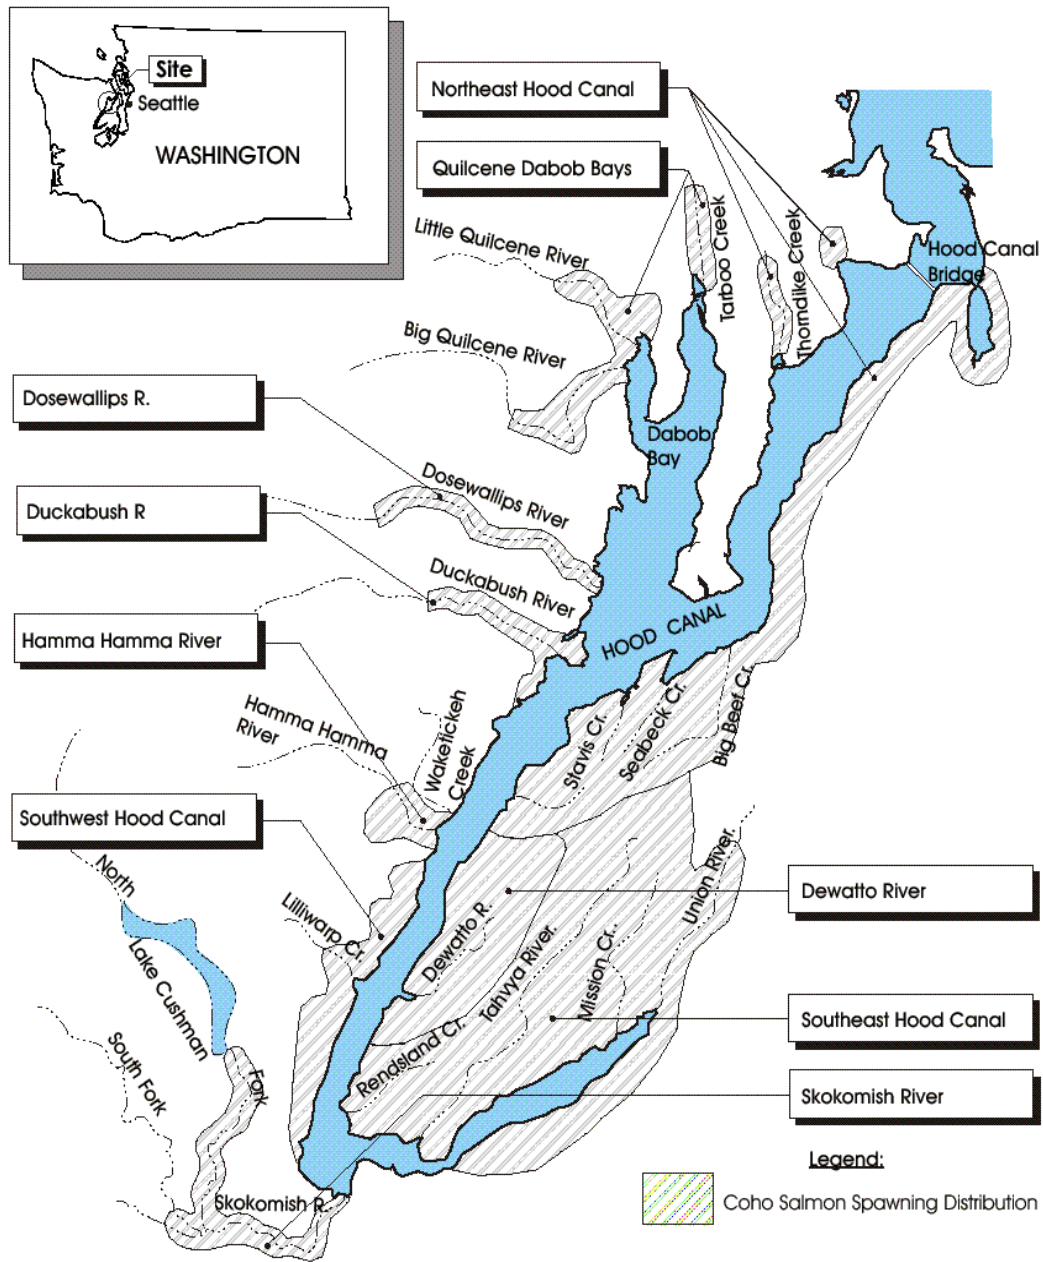 Site
Seattle
WASHINGTON
Northeast Hood Canal
Quilcene Dabob Bays
Little Quilcene River
Tarboo Creek
Thorndike Creek
Hood Canal
Bridge
Big Quilcene River
Dosewallips R.
Dabob
Bay
Dosewallips River
Duckabush R
Duckabush River
HOOD CANAL
Hamma Hamma River
Hamma Hamma
River
Waketickeh
Creek
Stavis Cr.
Seabeck Cr.
Big Beef Cr.
Southwest Hood Canal
North
Lilliwarp Cr.
Dewatto R.
Union River.
Dewatto River
Lake Cushman
Tahvya River.
Mission Cr.
Southeast Hood Canal
South Fork
Fork
Rendsland Cr.
Skokomish River
Skokomish R.
Legend:
Coho Salmon Spawning Distribution